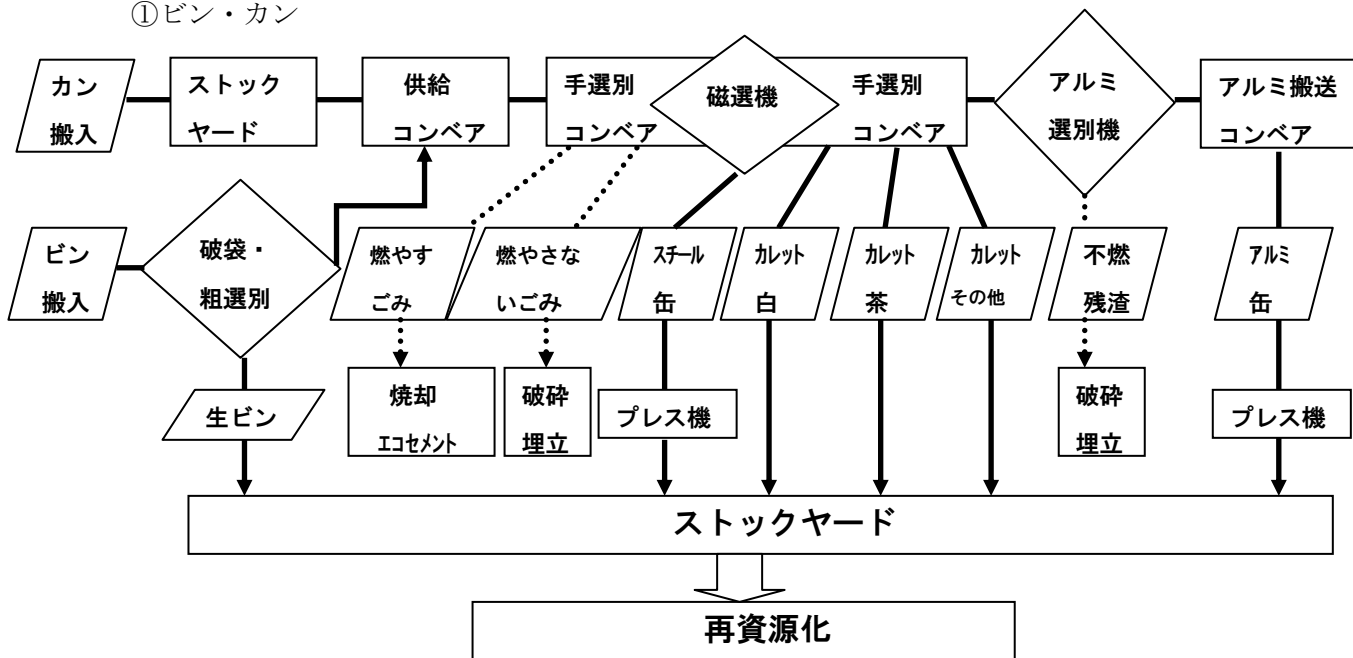 ①ビン・カン
カン
搬入
ストック
ヤード
供給
コンベア
手選別
コンベア
磁選機
手選別
コンベア
アルミ
選別機
アルミ搬送
コンベア
ビン
搬入
破袋・
粗選別
燃やす
ごみ
燃やさな
いごみ
スチール
缶
カレット
白
カレット
茶
カレット
その他
不燃
残渣
アルミ
缶
生ビン
焼却
エコセメント
破砕
埋立
プレス機
破砕
埋立
プレス機
ストックヤード
再資源化